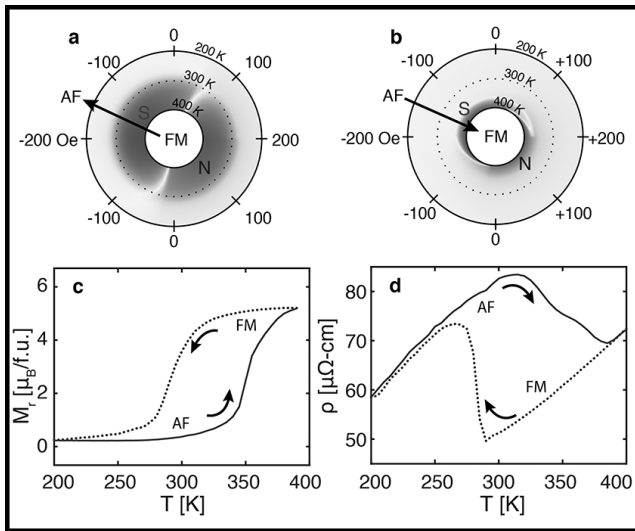 a
0
-100
100
200 K
300 K
400 K
AF
S
FM
N
-200 Oe
200
-100
100
0
b
0
-100
+100
200 K
300 K
400 K
AF
S
FM
N
-200 Oe
+200
-100
+100
0
c
M_r [μ_B/f.u.]
6
4
2
0
FM
AF
200 250 300 350 400
T [K]
d
ρ [μΩ-cm]
80
70
60
50
AF
FM
200 250 300 350 400
T [K]